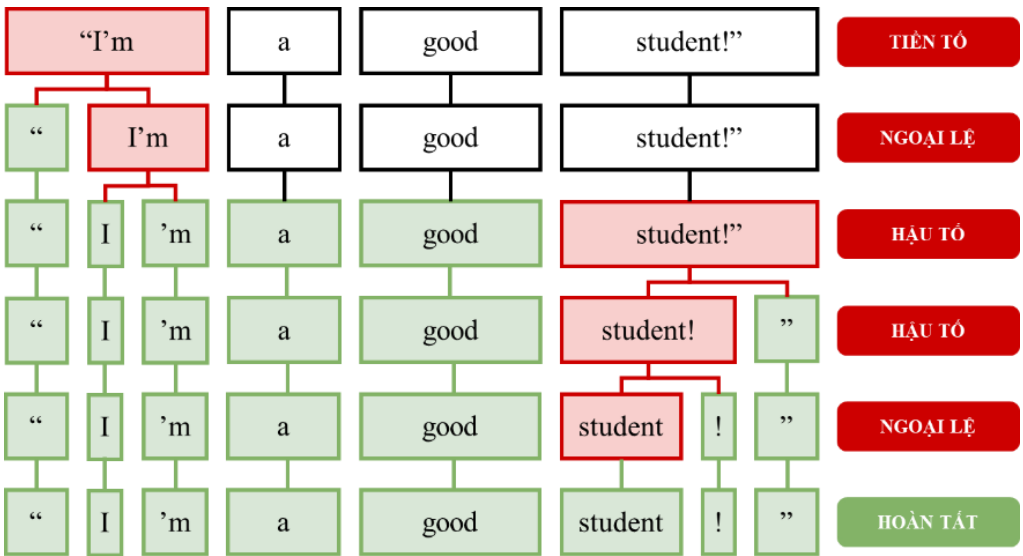 “I’m a good student!” TIỀN TỐ
“ I’m a good student!” NGOẠI LỆ
“ I ’m a good student!” HẬU TỐ
“ I ’m a good student! ” HẬU TỐ
“ I ’m a good student ! ” NGOẠI LỆ
“ I ’m a good student ! ” HOÀN TẤT